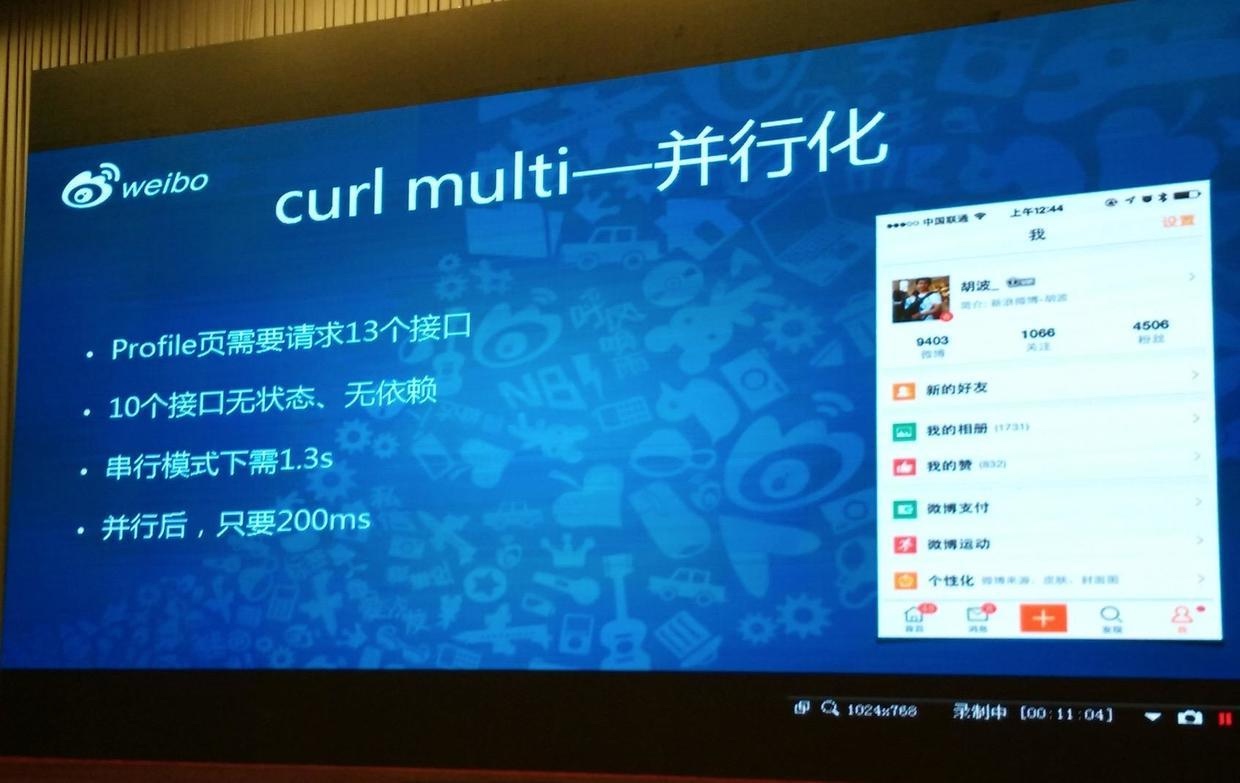 weibo
curl multi—并行化
• Profile页需要请求13个接口
• 10个接口无状态、无依赖
• 串行模式下需1.3s
• 并行后，只要200ms
中国联通 上午12:44
我 设置
胡波_
简介: 新浪微博-胡波
9403 1066 4506
微博 关注 粉丝
新的好友
我的相册 (1731)
我的赞 (832)
微博支付
微博运动
个性化 微博来源、皮肤、封面图
首页 消息 发现 我
1024x768 录制中 [00:11:04]